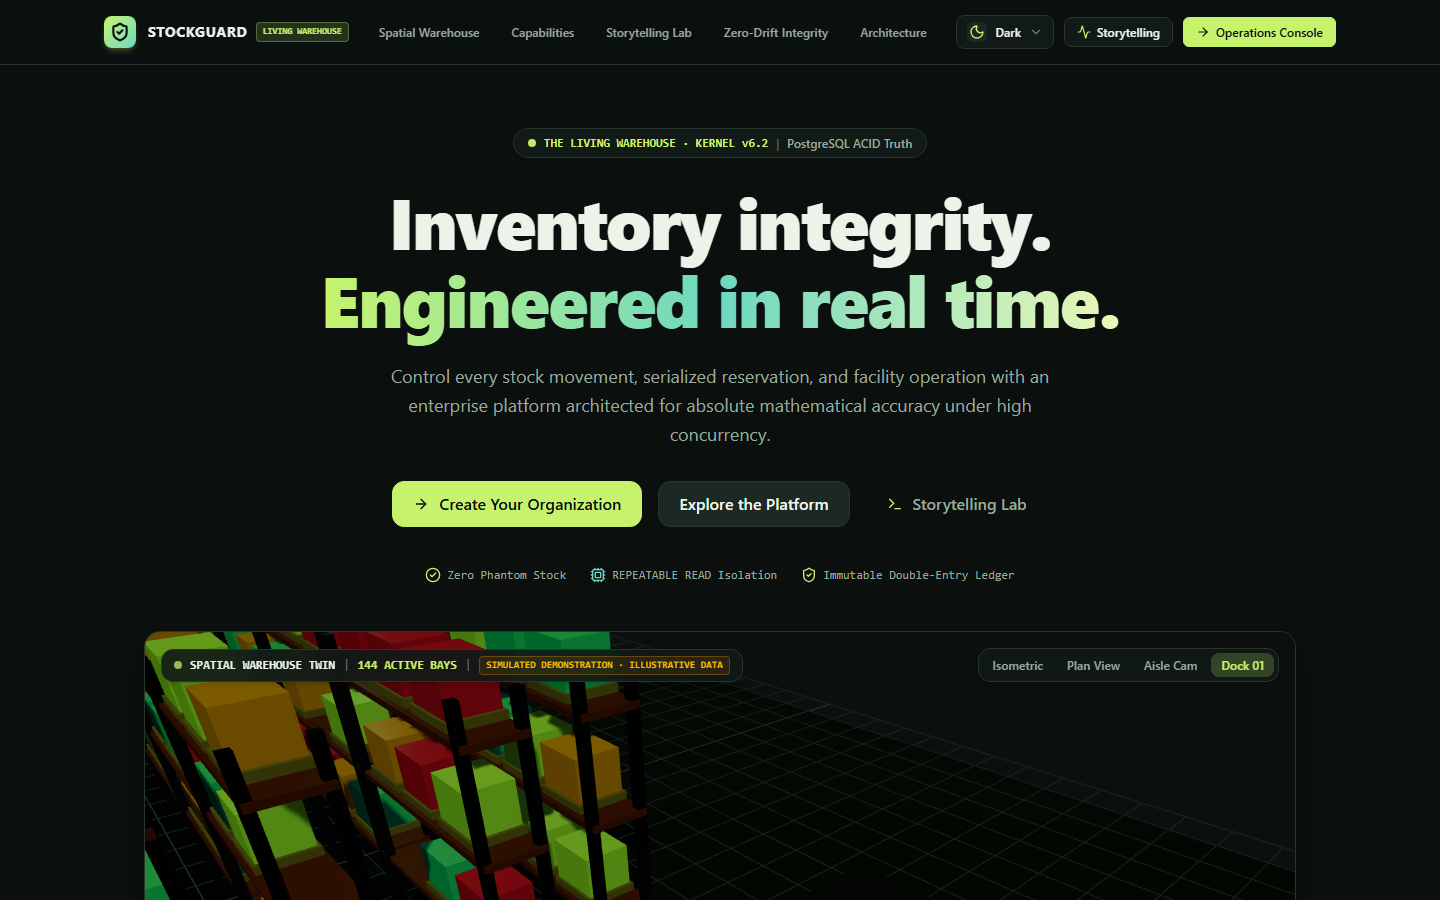 STOCKGUARD LIVING WAREHOUSE Spatial Warehouse Capabilities Storytelling Lab Zero-Drift Integrity Architecture Dark Storytelling Operations Console
THE LIVING WAREHOUSE · KERNEL v6.2 | PostgreSQL ACID Truth
Inventory integrity.
Engineered in real time.
Control every stock movement, serialized reservation, and facility operation with an
enterprise platform architected for absolute mathematical accuracy under high
concurrency.
Create Your Organization Explore the Platform Storytelling Lab
Zero Phantom Stock REPEATABLE READ Isolation Immutable Double-Entry Ledger
SPATIAL WAREHOUSE TWIN | 144 ACTIVE BAYS | SIMULATED DEMONSTRATION · ILLUSTRATIVE DATA Isometric Plan View Aisle Cam Dock 01